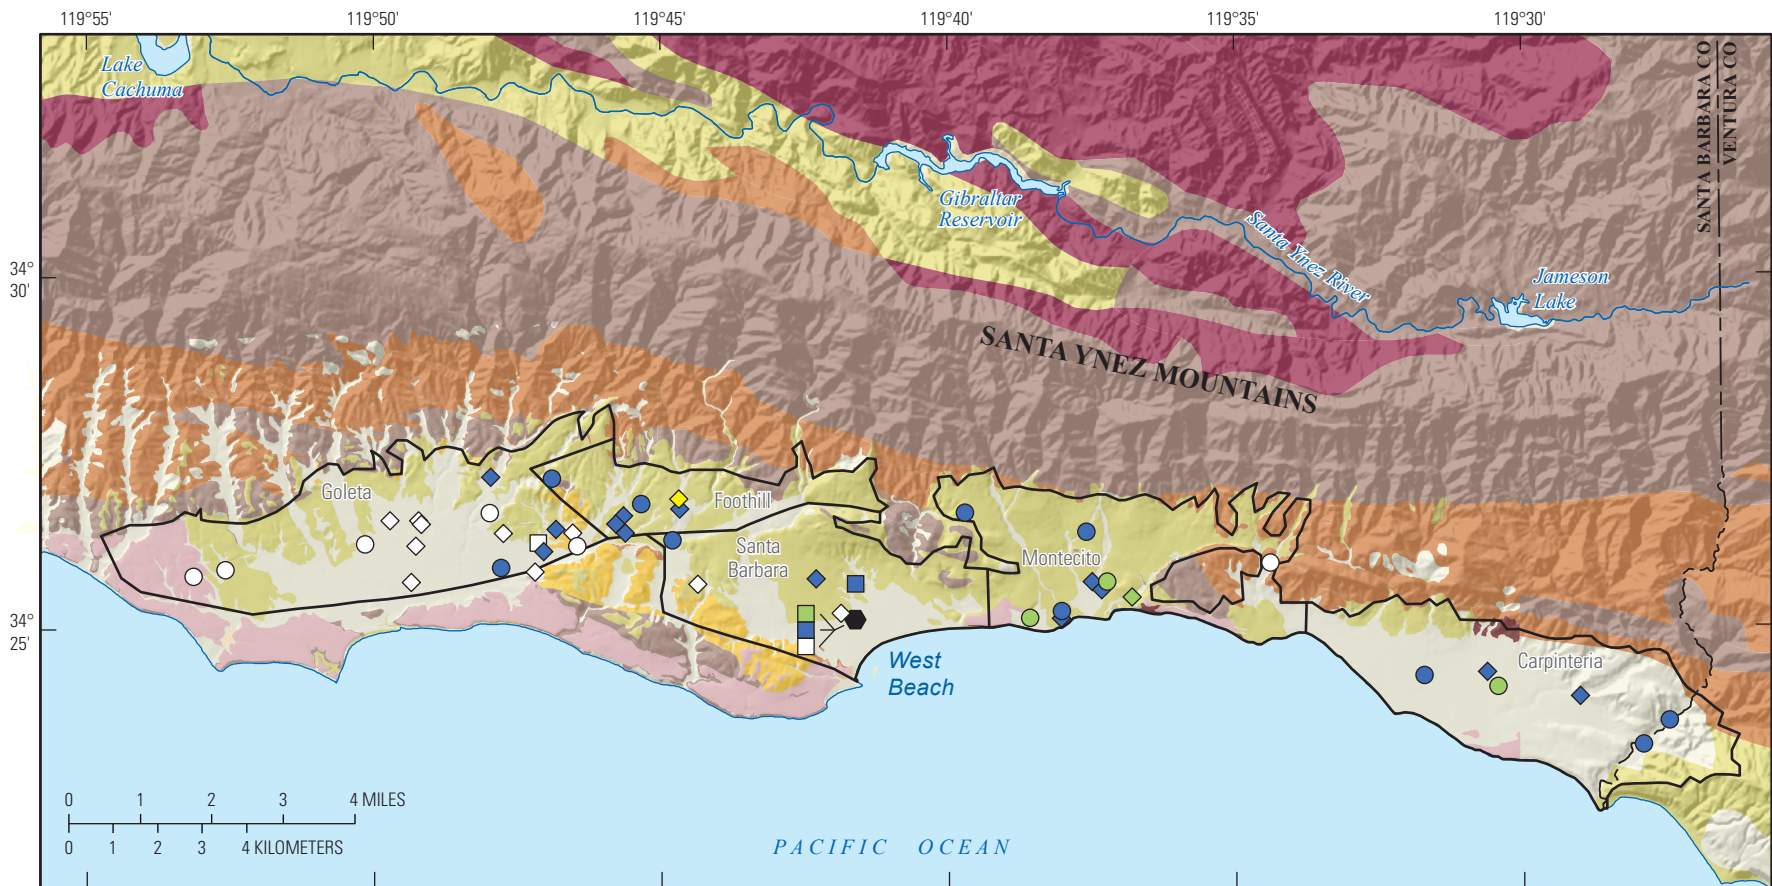 119°55'
119°50'
119°45'
119°40'
119°35'
119°30'
Lake
Cachuma
SANTA BARBARA CO
VENTURA CO
Gibraltar
Reservoir
Santa Ynez River
34°
30'
Jameson
Lake
SANTA YNEZ MOUNTAINS
Goleta
Foothill
Santa
Barbara
Montecito
34°
25'
West
Beach
Carpinteria
0 1 2 3 4 MILES
0 1 2 3 4 KILOMETERS
PACIFIC OCEAN